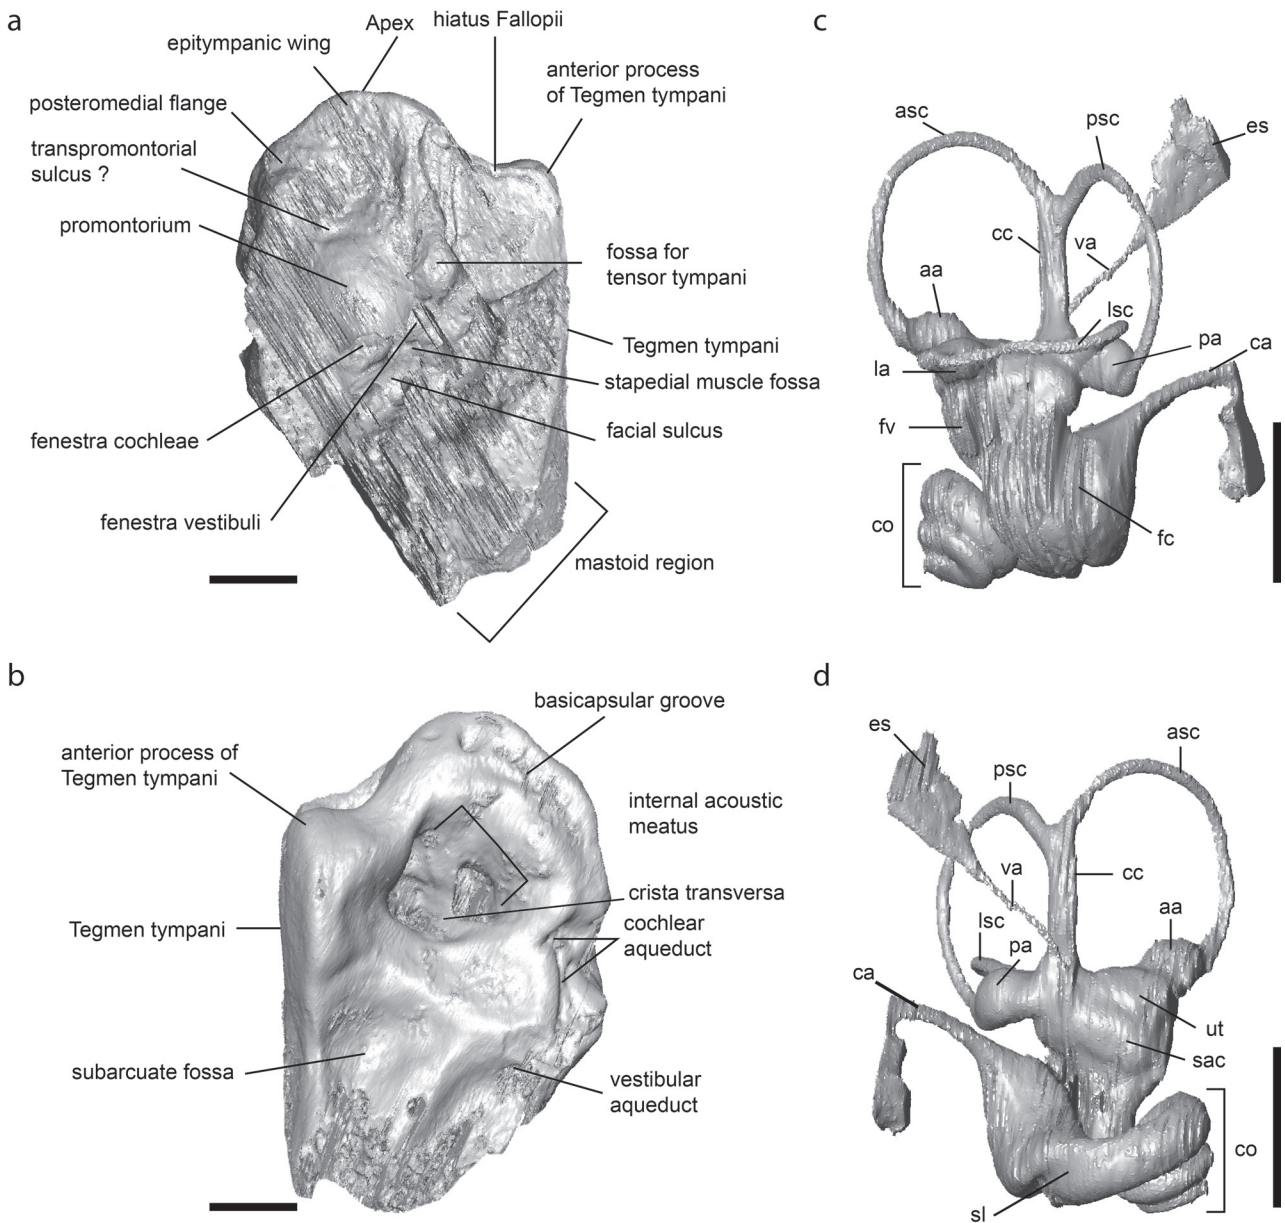 a
Apex
hiatus Fallopii
epitympanic wing
anterior process
of Tegmen tympani
posteromedial flange
transpromontorial
sulcus ?
promontorium
fossa for
tensor tympani
Tegmen tympani
stapedial muscle fossa
facial sulcus
fenestra cochleae
fenestra vestibuli
mastoid region
c
asc
psc
es
cc
va
aa
lsc
pa
ca
la
fv
co
fc
b
basicapsular groove
anterior process of
Tegmen tympani
internal acoustic
meatus
crista transversa
Tegmen tympani
cochlear
aqueduct
subarcuate fossa
vestibular
aqueduct
d
es
asc
psc
va
cc
aa
lsc
pa
ca
ut
sac
co
sl